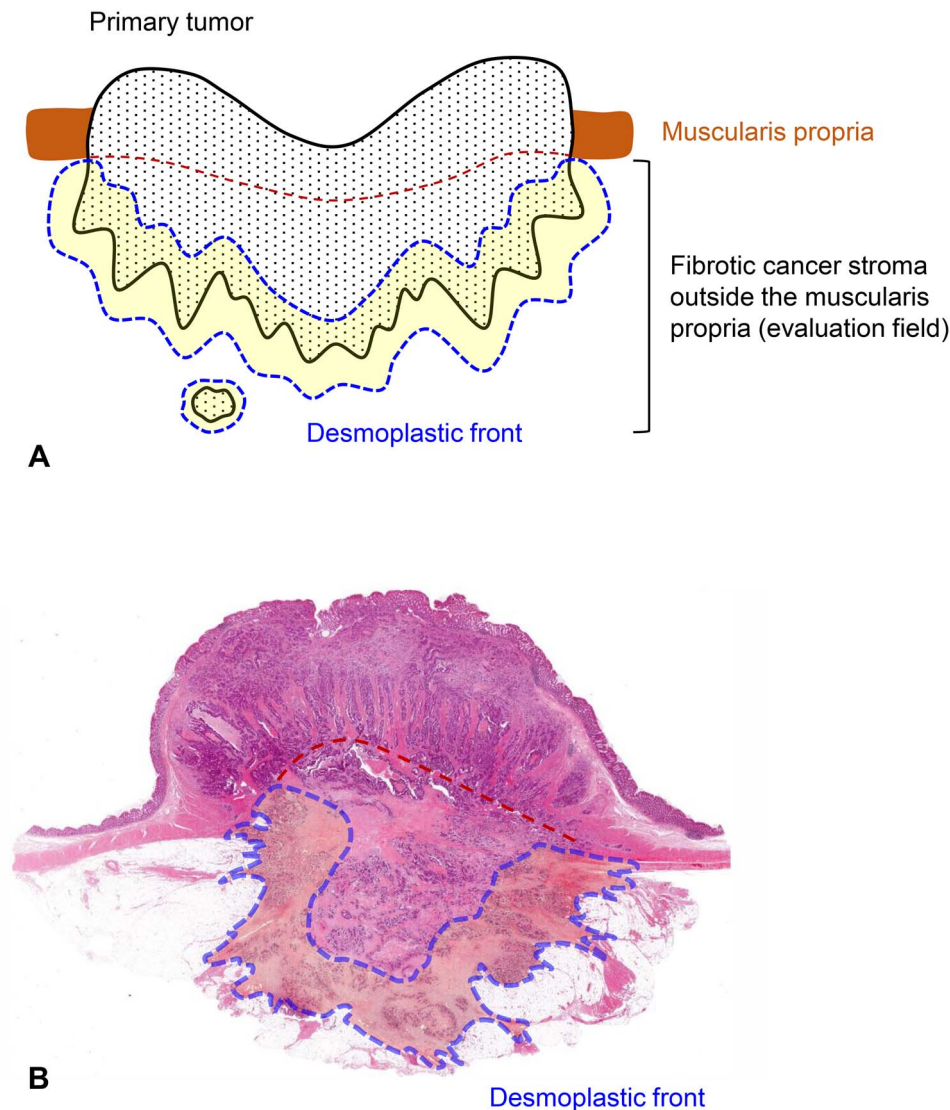 Primary tumor
Muscularis propria
Fibrotic cancer stroma
outside the muscularis
propria (evaluation field)
Desmoplastic front
A
B
Desmoplastic front